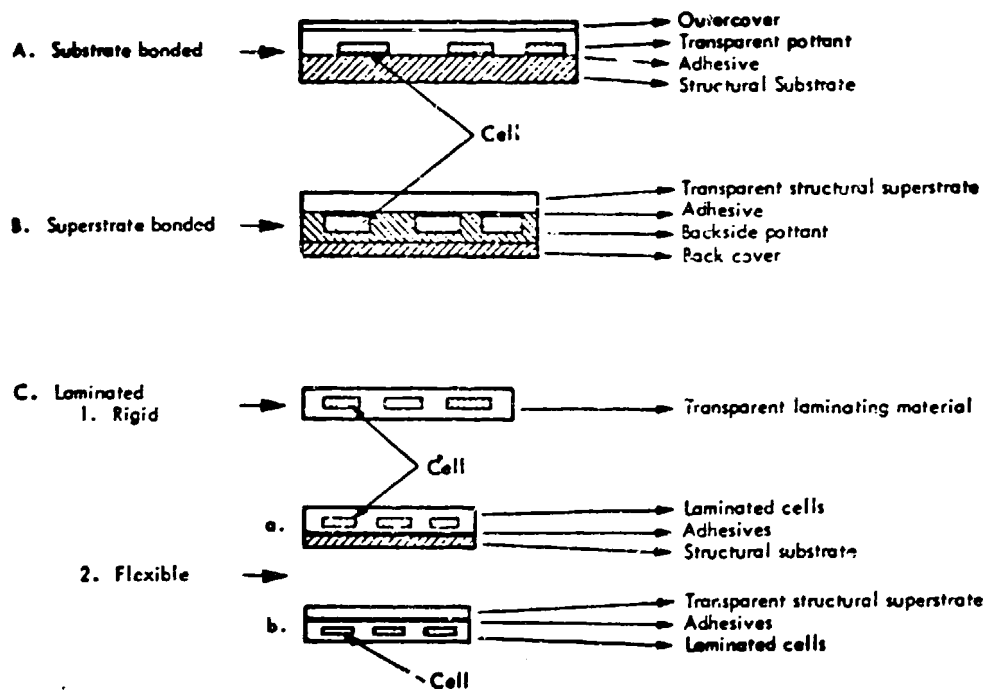 Outercover
A. Substrate bonded
Transparent pottant
Adhesive
Structural Substrate
Cell
Transparent structural superstrate
Adhesive
B. Superstrate bonded
Backside pottant
Back cover
C. Laminated
1. Rigid
Transparent laminating material
Cell
Laminated cells
a.
Adhesives
Structural substrate
2. Flexible
Transparent structural superstrate
b.
Adhesives
Laminated cells
Cell